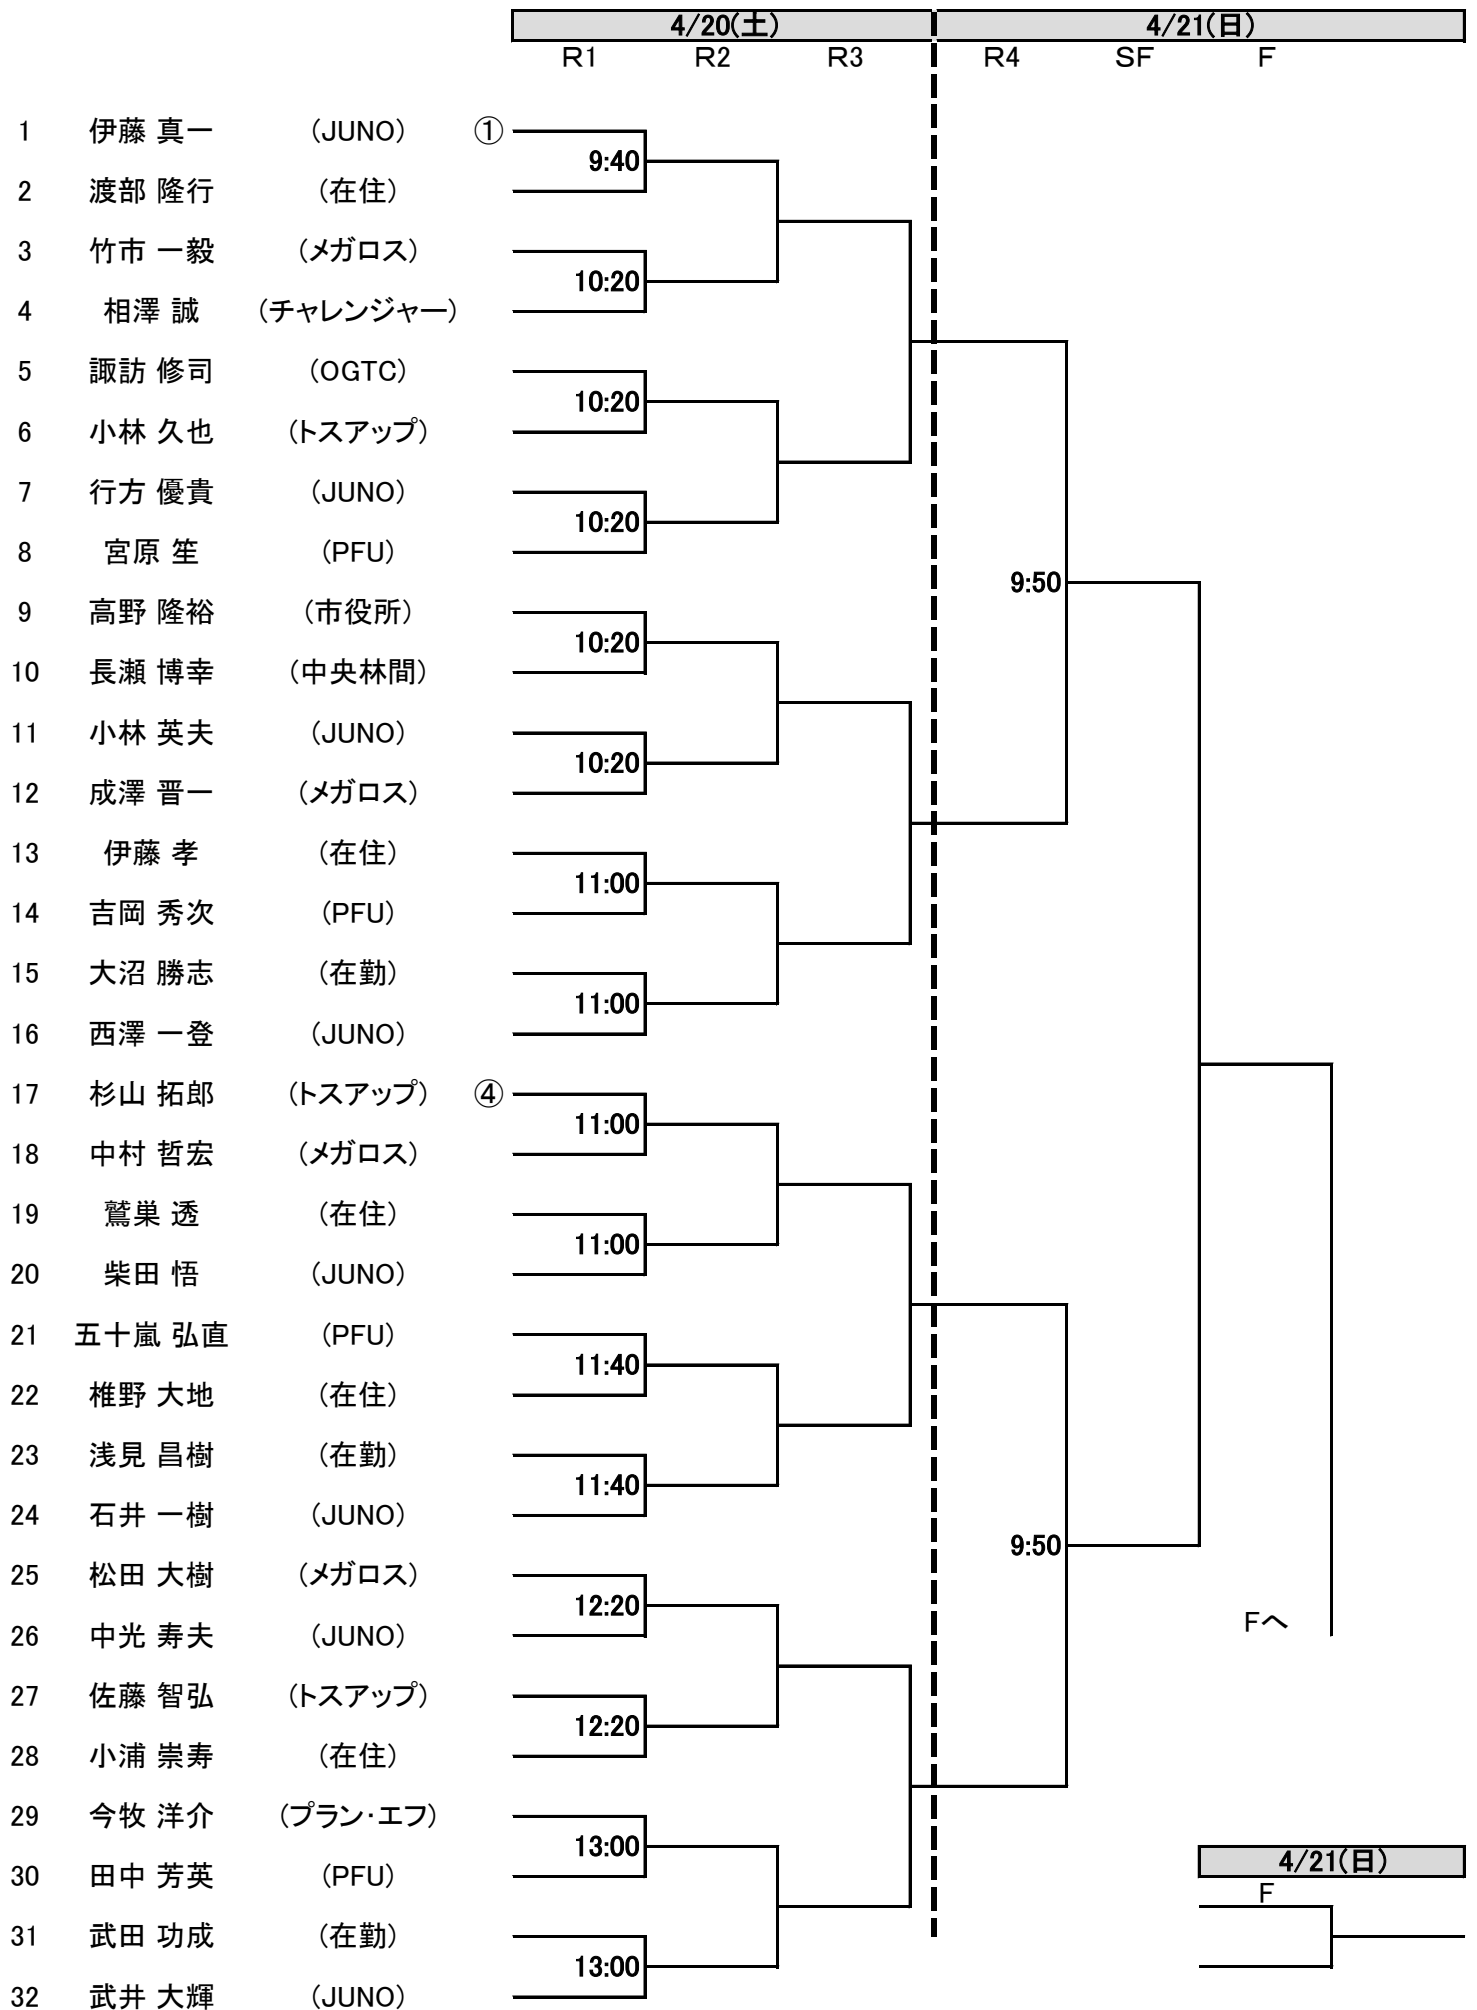 4/20(土) 4/21(日)
R1 R2 R3 R4 SF F
1 伊藤 真一 (JUNO) ①
9:40
2 渡部 隆行 (在住)
3 竹市 一毅 (メガロス)
10:20
4 相澤 誠 (チャレンジャー)
5 諏訪 修司 (OGTC)
10:20
6 小林 久也 (トスアップ)
7 行方 優貴 (JUNO)
10:20
8 宮原 笙 (PFU)
9:50
9 高野 隆裕 (市役所)
10:20
10 長瀬 博幸 (中央林間)
11 小林 英夫 (JUNO)
10:20
12 成澤 晋一 (メガロス)
13 伊藤 孝 (在住)
11:00
14 吉岡 秀次 (PFU)
15 大沼 勝志 (在勤)
11:00
16 西澤 一登 (JUNO)
17 杉山 拓郎 (トスアップ) ④
11:00
18 中村 哲宏 (メガロス)
19 鷲巣 透 (在住)
11:00
20 柴田 悟 (JUNO)
21 五十嵐 弘直 (PFU)
11:40
22 椎野 大地 (在住)
23 浅見 昌樹 (在勤)
11:40
24 石井 一樹 (JUNO)
9:50
25 松田 大樹 (メガロス)
12:20
Fへ
26 中光 寿夫 (JUNO)
27 佐藤 智弘 (トスアップ)
12:20
28 小浦 崇寿 (在住)
29 今牧 洋介 (プラン・エフ)
13:00
4/21(日)
30 田中 芳英 (PFU)
F
31 武田 功成 (在勤)
13:00
32 武井 大輝 (JUNO)